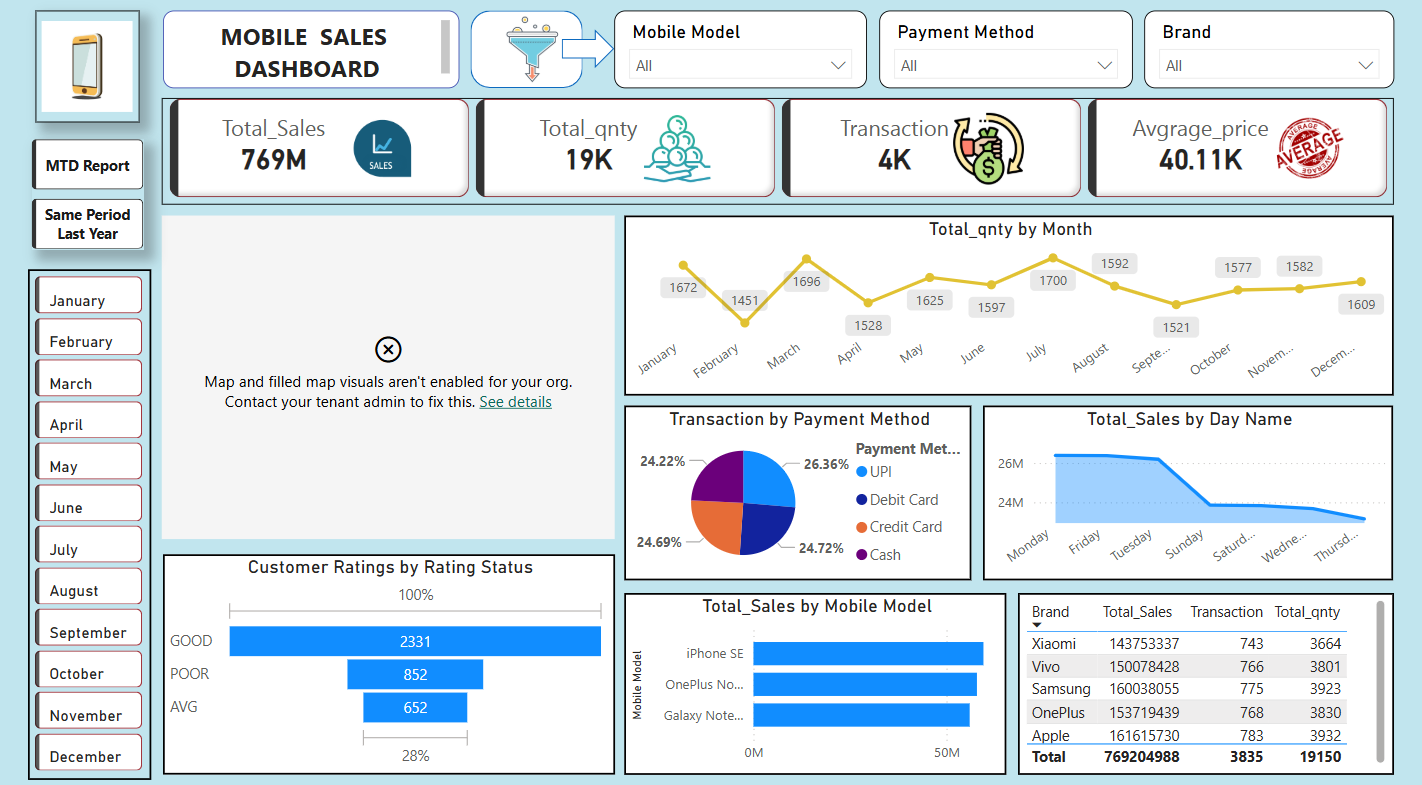 MOBILE SALES
DASHBOARD
Mobile Model
All
Payment Method
All
Brand
All
MTD Report
Same Period
Last Year
Total_Sales
769M
SALES
Total_qnty
19K
Transaction
4K
$
Avgrage_price
40.11K
AVERAGE
AVERAGE
AVERAGE
January
February
March
April
May
June
July
August
September
October
November
December
Map and filled map visuals aren't enabled for your org.
Contact your tenant admin to fix this. See details
Total_qnty by Month
1672
1451
1696
1528
1625
1597
1700
1592
1521
1577
1582
1609
January
February
March
April
May
June
July
August
Septe...
October
Novem...
Decem...
Transaction by Payment Method
24.22%
26.36%
24.69%
24.72%
Payment Met...
UPI
Debit Card
Credit Card
Cash
Total_Sales by Day Name
26M
24M
Monday
Friday
Tuesday
Sunday
Saturd...
Wedne...
Thursd...
Customer Ratings by Rating Status
100%
GOOD 2331
POOR 852
AVG 652
28%
Total_Sales by Mobile Model
Mobile Model
iPhone SE
OnePlus No...
Galaxy Note...
0M 50M
Brand Total_Sales Transaction Total_qnty
Xiaomi 143753337 743 3664
Vivo 150078428 766 3801
Samsung 160038055 775 3923
OnePlus 153719439 768 3830
Apple 161615730 783 3932
Total 769204988 3835 19150